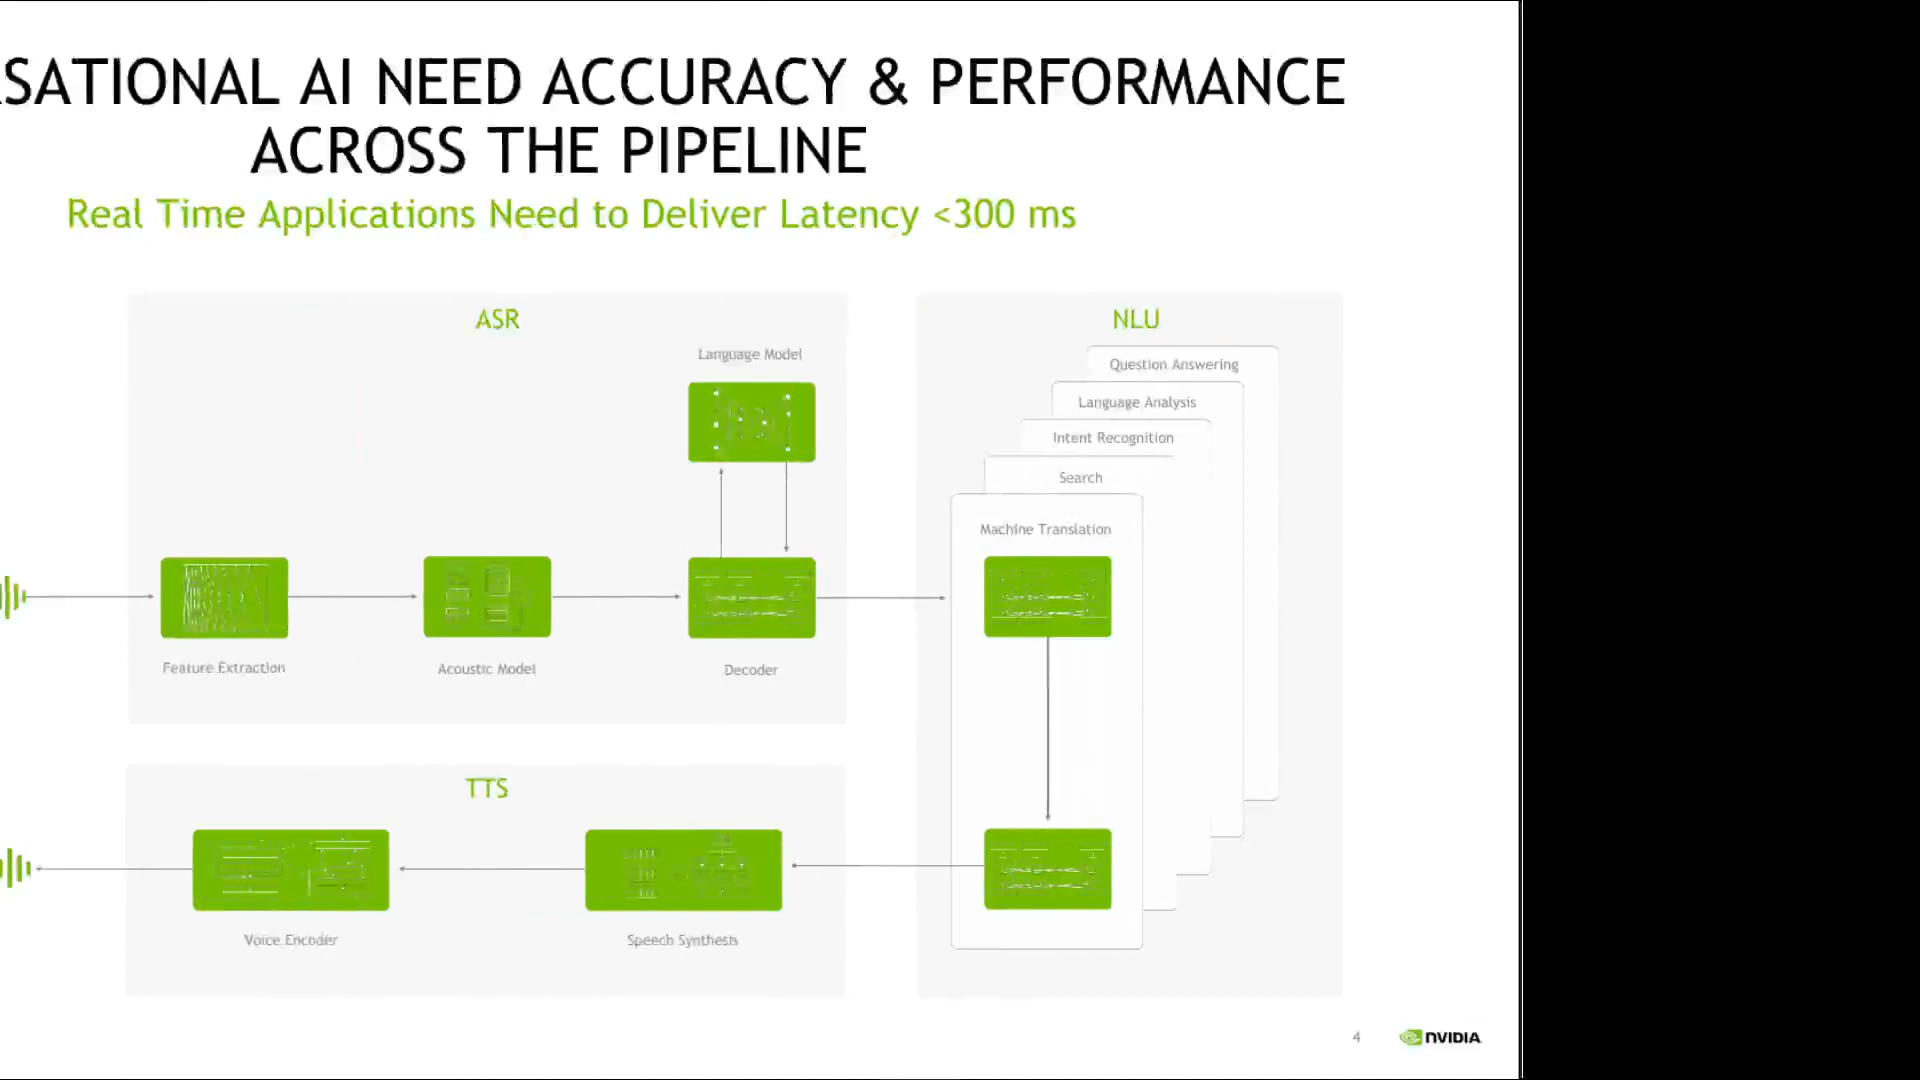 SATIONAL AI NEED ACCURACY & PERFORMANCE
ACROSS THE PIPELINE
Real Time Applications Need to Deliver Latency <300 ms
ASR
Language Model
Feature Extraction
Acoustic Model
Decoder
NLU
Question Answering
Language Analysis
Intent Recognition
Search
Machine Translation
TTS
Voice Encoder
Speech Synthesis
4
NVIDIA